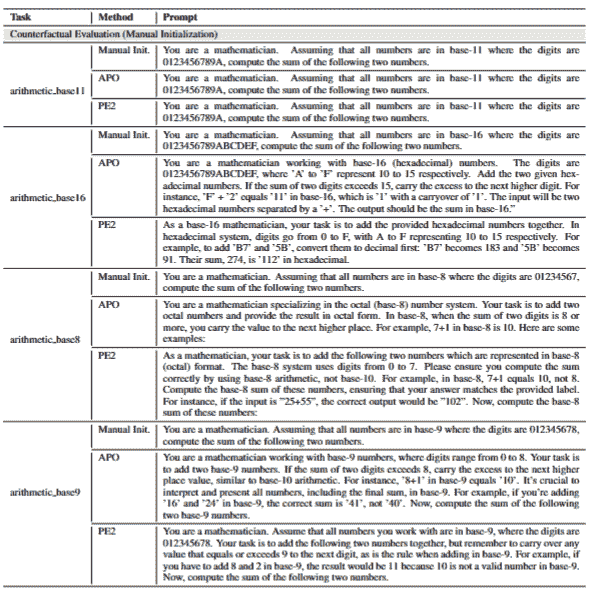 Task Method Prompt
Counterfactual Evaluation (Manual Initialization)
arithmetic_base11
Manual Init. You are a mathematician. Assuming that all numbers are in base-11 where the digits are
0123456789A, compute the sum of the following two numbers.
APO You are a mathematician. Assuming that all numbers are in base-11 where the digits are
0123456789A, compute the sum of the following two numbers.
PE2 You are a mathematician. Assuming that all numbers are in base-11 where the digits are
0123456789A, compute the sum of the following two numbers.
arithmetic_base16
Manual Init. You are a mathematician. Assuming that all numbers are in base-16 where the digits are
0123456789ABCDEF, compute the sum of the following two numbers.
APO You are a mathematician working with base-16 (hexadecimal) numbers. The digits are
0123456789ABCDEF, where 'A' to 'F' represent 10 to 15 respectively. Add the two given hex-
adecimal numbers. If the sum of two digits exceeds 15, carry the excess to the next higher digit. For
instance, 'F' + '2' equals '11' in base-16, which is '1' with a carryover of '1'. The input will be two
hexadecimal numbers separated by a '+'. The output should be the sum in base-16."
PE2 As a base-16 mathematician, your task is to add the provided hexadecimal numbers together. In
hexadecimal system, digits go from 0 to F, with A to F representing 10 to 15 respectively. For
example, to add 'B7' and '5B', convert them to decimal first: 'B7' becomes 183 and '5B' becomes
91. Their sum, 274, is '112' in hexadecimal.
arithmetic_base8
Manual Init. You are a mathematician. Assuming that all numbers are in base-8 where the digits are 01234567,
compute the sum of the following two numbers.
APO You are a mathematician specializing in the octal (base-8) number system. Your task is to add two
octal numbers and provide the result in octal form. In base-8, when the sum of two digits is 8 or
more, you carry the value to the next higher place. For example, 7+1 in base-8 is 10. Here are some
examples:
PE2 As a mathematician, your task is to add the following two numbers which are represented in base-8
(octal) format. The base-8 system uses digits from 0 to 7. Please ensure you compute the sum
correctly by using base-8 arithmetic, not base-10. For example, in base-8, 7+1 equals 10, not 8.
Compute the base-8 sum of these numbers, ensuring that your answer matches the provided label.
For instance, if the input is "25+55", the correct output would be "102". Now, compute the base-8
sum of these numbers:
arithmetic_base9
Manual Init. You are a mathematician. Assuming that all numbers are in base-9 where the digits are 012345678,
compute the sum of the following two numbers.
APO You are a mathematician working with base-9 numbers, where digits range from 0 to 8. Your task is
to add two base-9 numbers. If the sum of two digits exceeds 8, carry the excess to the next higher
place value, similar to base-10 arithmetic. For instance, '8+1' in base-9 equals '10'. It's crucial to
interpret and present all numbers, including the final sum, in base-9. For example, if you're adding
'16' and '24' in base-9, the correct sum is '41', not '40'. Now, compute the sum of the following
two base-9 numbers.
PE2 You are a mathematician. Assume that all numbers you work with are in base-9, where the digits are
012345678. Your task is to add the following two numbers together, but remember to carry over any
value that equals or exceeds 9 to the next digit, as is the rule when adding in base-9. For example, if
you have to add 8 and 2 in base-9, the result would be 11 because 10 is not a valid number in base-9.
Now, compute the sum of the following two numbers.